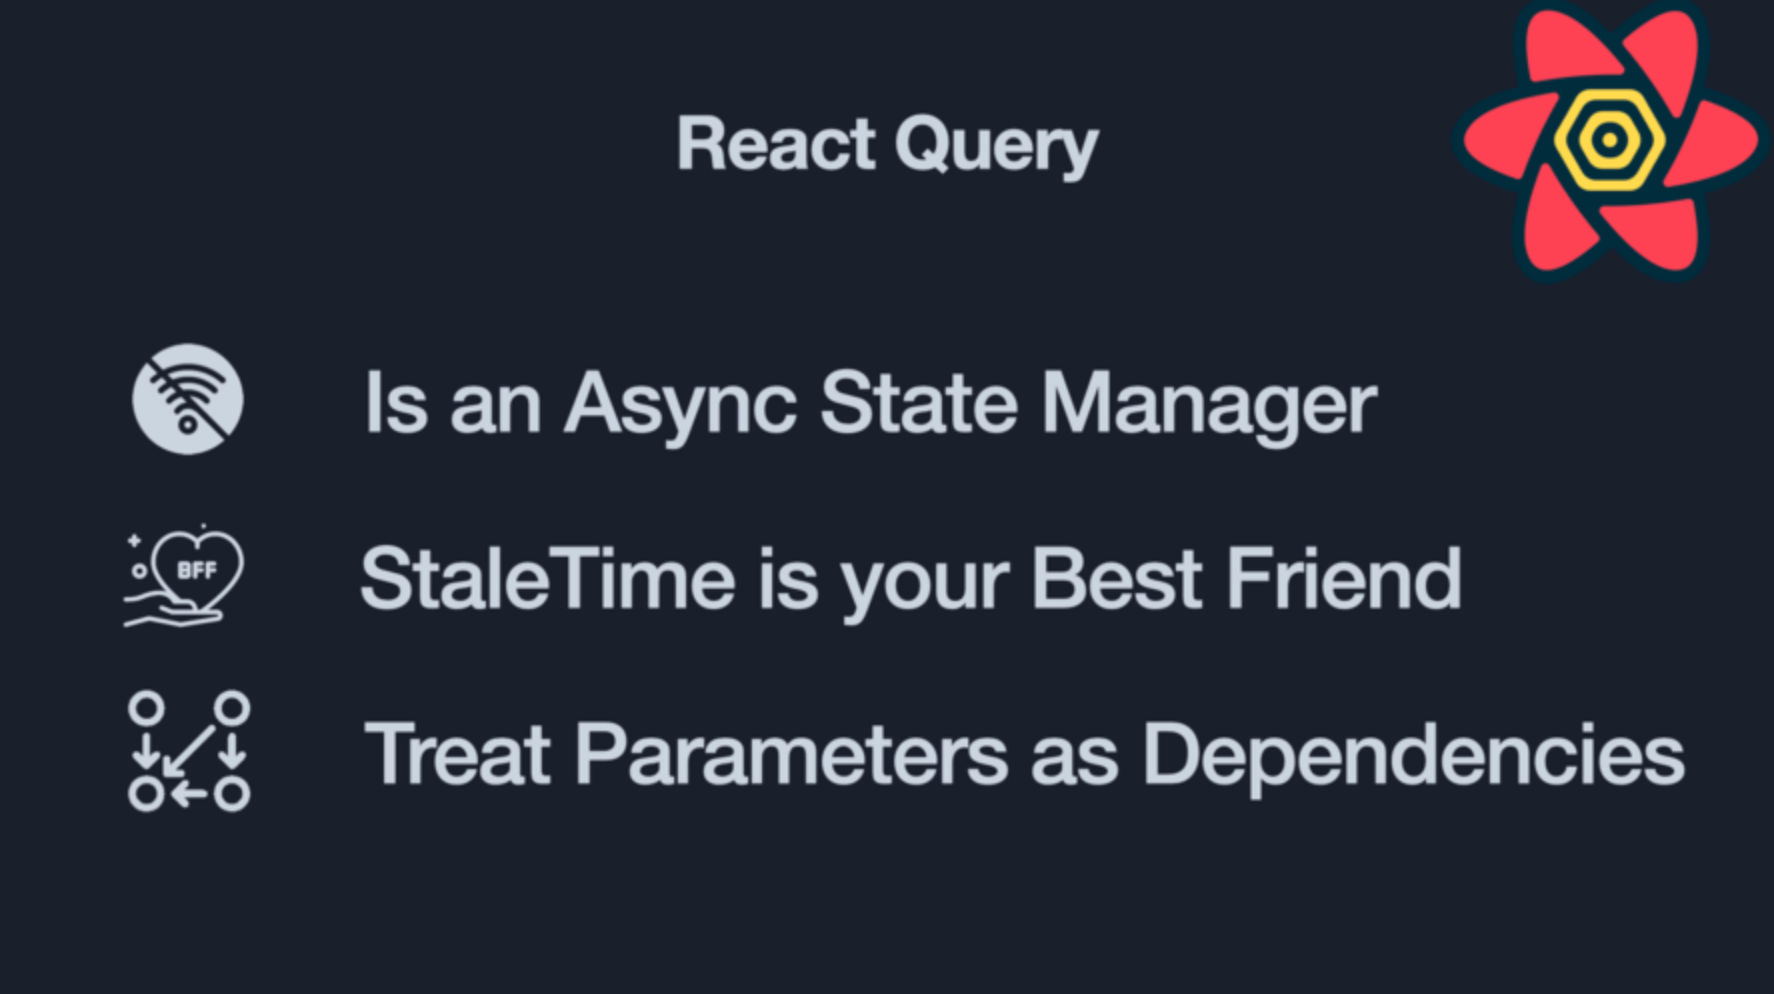 React Query
Is an Async State Manager
BFF
StaleTime is your Best Friend
Treat Parameters as Dependencies